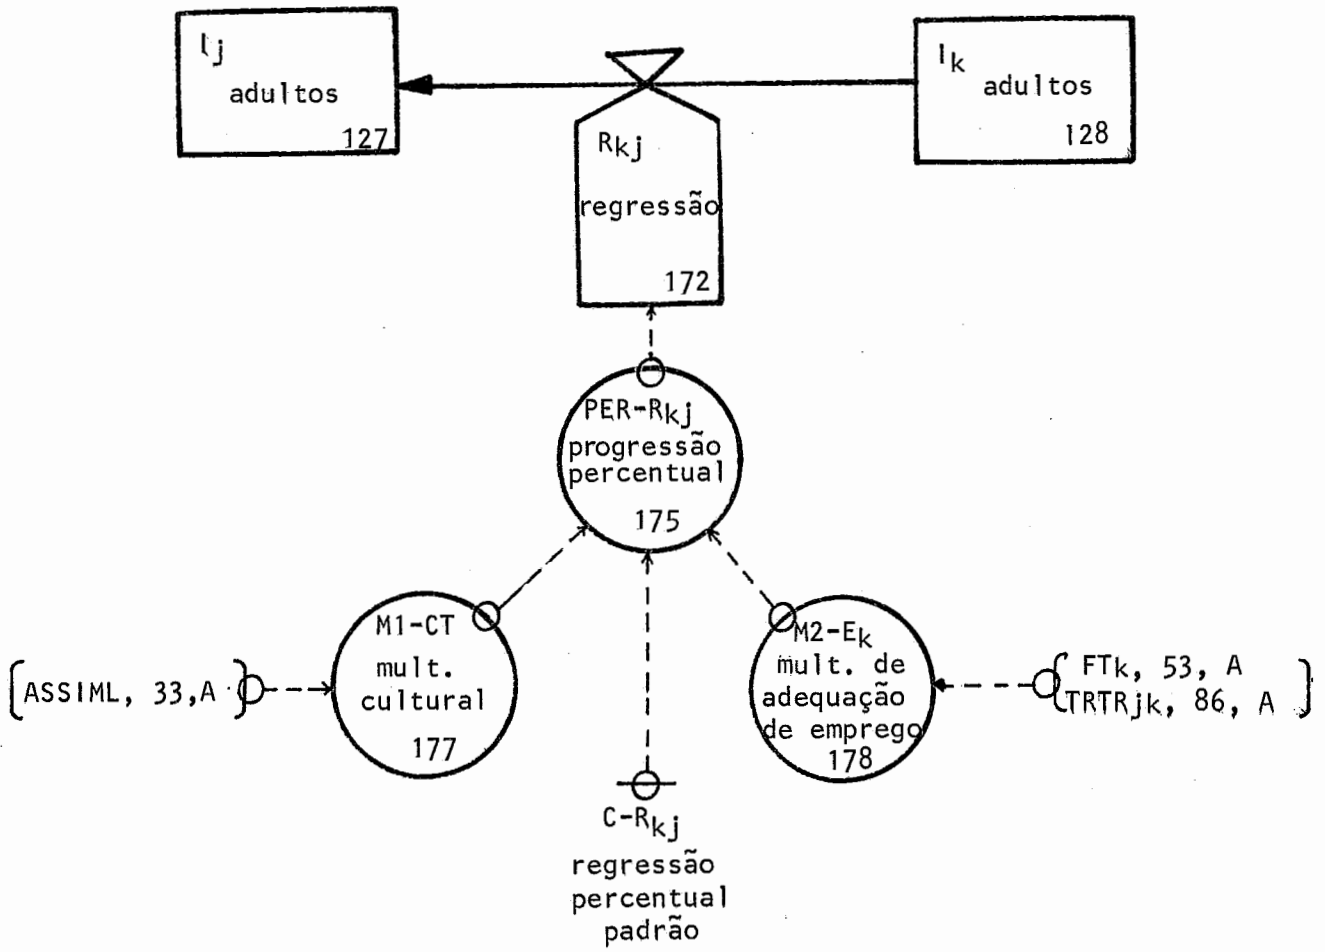 Ij
adultos
127
Ik
adultos
128
Rkj
regressão
172
PER-Rkj
progressão
percentual
175
M1-CT
mult.
cultural
177
M2-Ek
mult. de
adequação
de emprego
178
[ASSIML, 33,A]
[FTk, 53, A
TRTRjk, 86, A]
C-Rkj
regressão
percentual
padrão